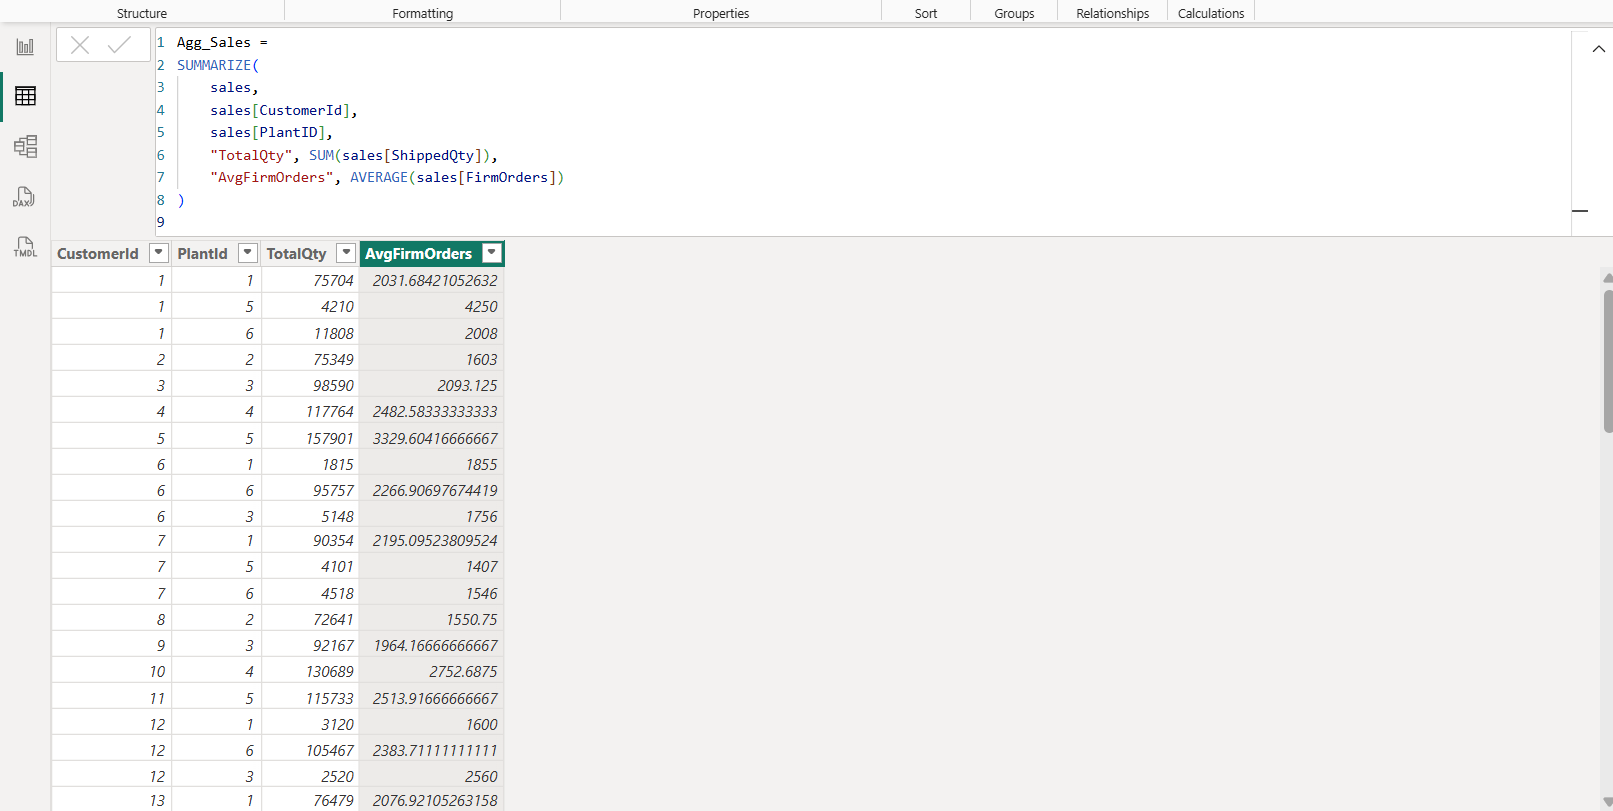 Structure Formatting Properties Sort Groups Relationships Calculations
1 Agg_Sales =
2 SUMMARIZE(
3 sales,
4 sales[CustomerId],
5 sales[PlantID],
6 "TotalQty", SUM(sales[ShippedQty]),
7 "AvgFirmOrders", AVERAGE(sales[FirmOrders])
8 )
9
DAX
TMDL
CustomerId PlantId TotalQty AvgFirmOrders
1 1 75704 2031.68421052632
1 5 4210 4250
1 6 11808 2008
2 2 75349 1603
3 3 98590 2093.125
4 4 117764 2482.58333333333
5 5 157901 3329.60416666667
6 1 1815 1855
6 6 95757 2266.90697674419
6 3 5148 1756
7 1 90354 2195.09523809524
7 5 4101 1407
7 6 4518 1546
8 2 72641 1550.75
9 3 92167 1964.16666666667
10 4 130689 2752.6875
11 5 115733 2513.91666666667
12 1 3120 1600
12 6 105467 2383.71111111111
12 3 2520 2560
13 1 76479 2076.92105263158